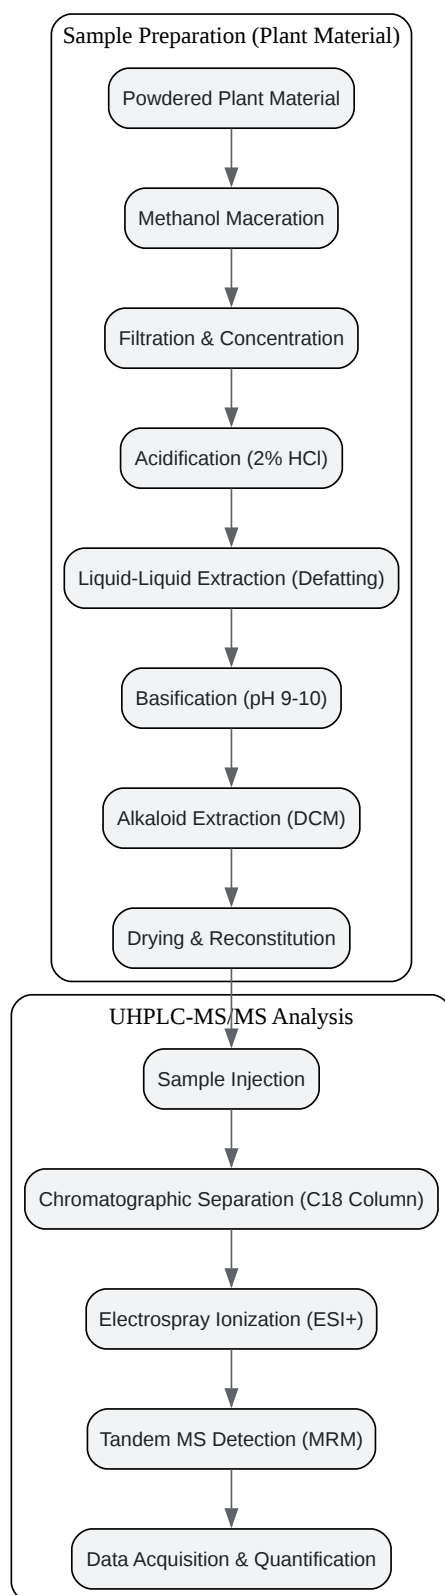 Sample Preparation (Plant Material)
Powdered Plant Material
Methanol Maceration
Filtration & Concentration
Acidification (2% HCl)
Liquid-Liquid Extraction (Defatting)
Basification (pH 9-10)
Alkaloid Extraction (DCM)
Drying & Reconstitution
UHPLC-MS/MS Analysis
Sample Injection
Chromatographic Separation (C18 Column)
Electrospray Ionization (ESI+)
Tandem MS Detection (MRM)
Data Acquisition & Quantification